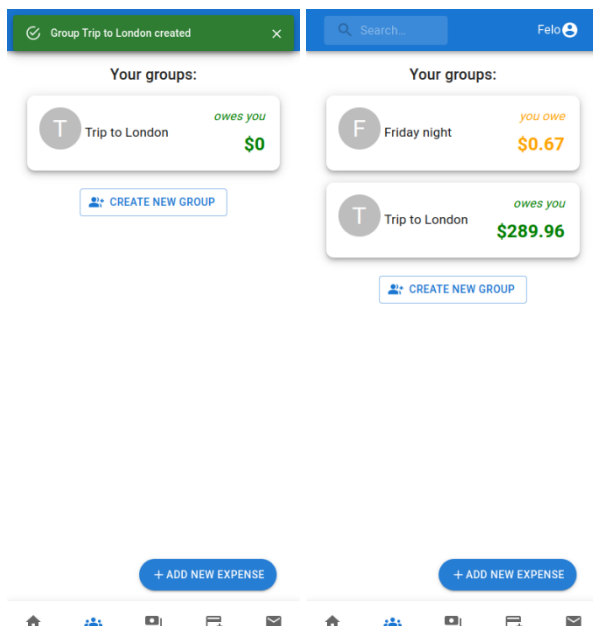 Group Trip to London created
Your groups:
T
Trip to London
owes you
$0
CREATE NEW GROUP
+ ADD NEW EXPENSE
Search...
Felo
Your groups:
F
Friday night
you owe
$0.67
T
Trip to London
owes you
$289.96
CREATE NEW GROUP
+ ADD NEW EXPENSE